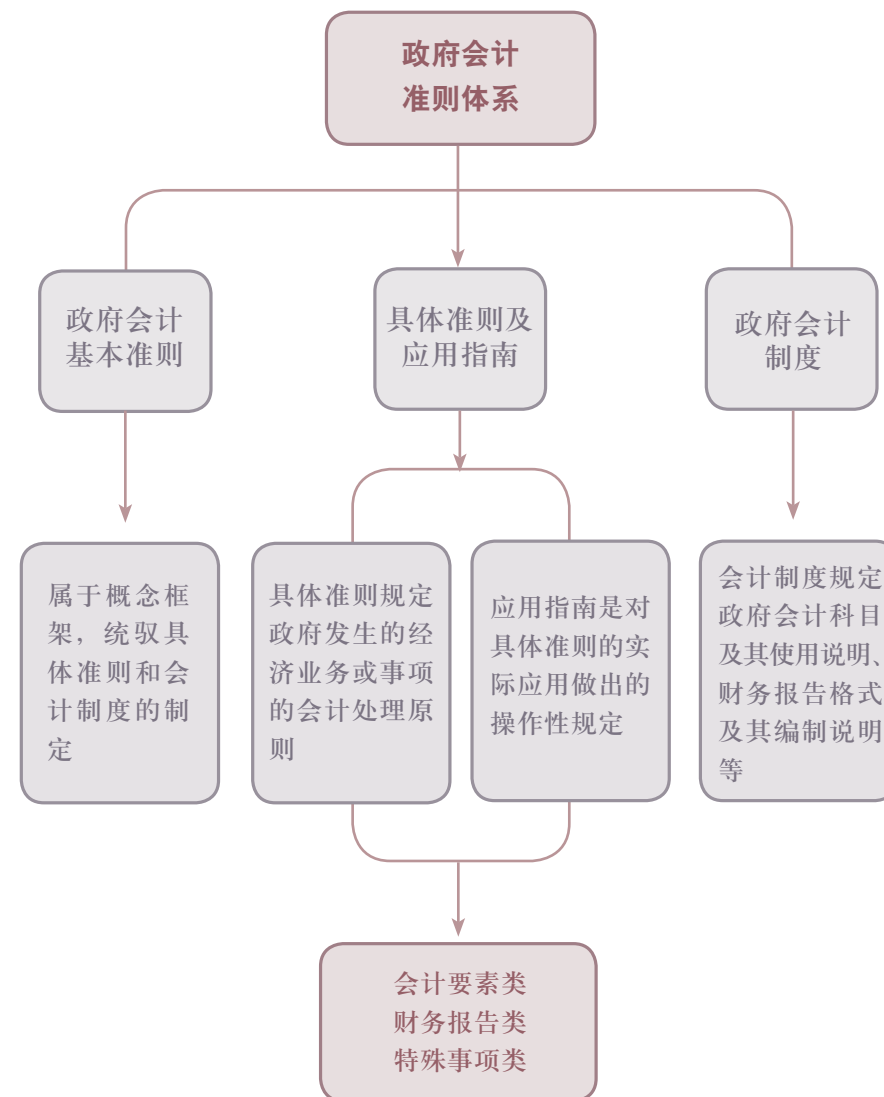 政府会计
准则体系
政府会计
基本准则
具体准则及
应用指南
政府会计
制度
属于概念框
架，统驭具
体准则和会
计制度的制
定
具体准则规定
政府发生的经
济业务或事项
的会计处理原
则
应用指南是对
具体准则的实
际应用做出的
操作性规定
会计制度规定
政府会计科目
及其使用说明、
财务报告格式
及其编制说明
等
会计要素类
财务报告类
特殊事项类